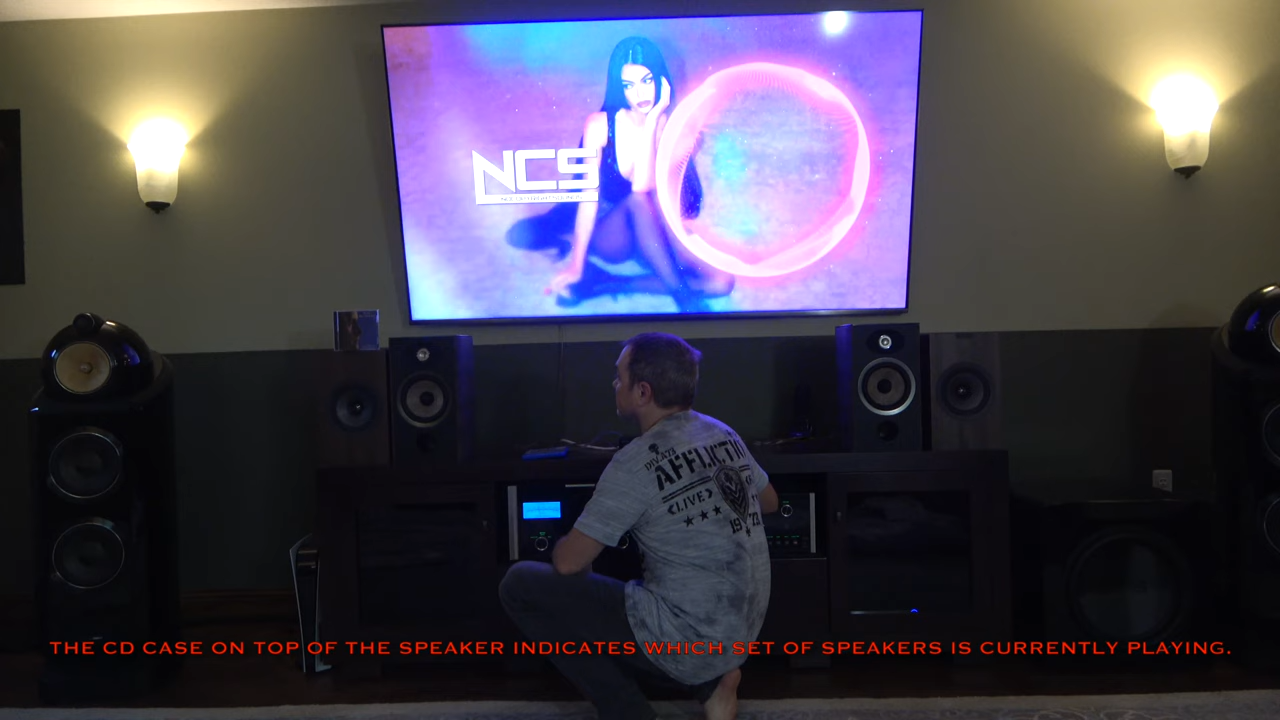 NCS
AFFLICTION
<LIVE>
19
THE CD CASE ON TOP OF THE SPEAKER INDICATES WHICH SET OF SPEAKERS IS CURRENTLY PLAYING.